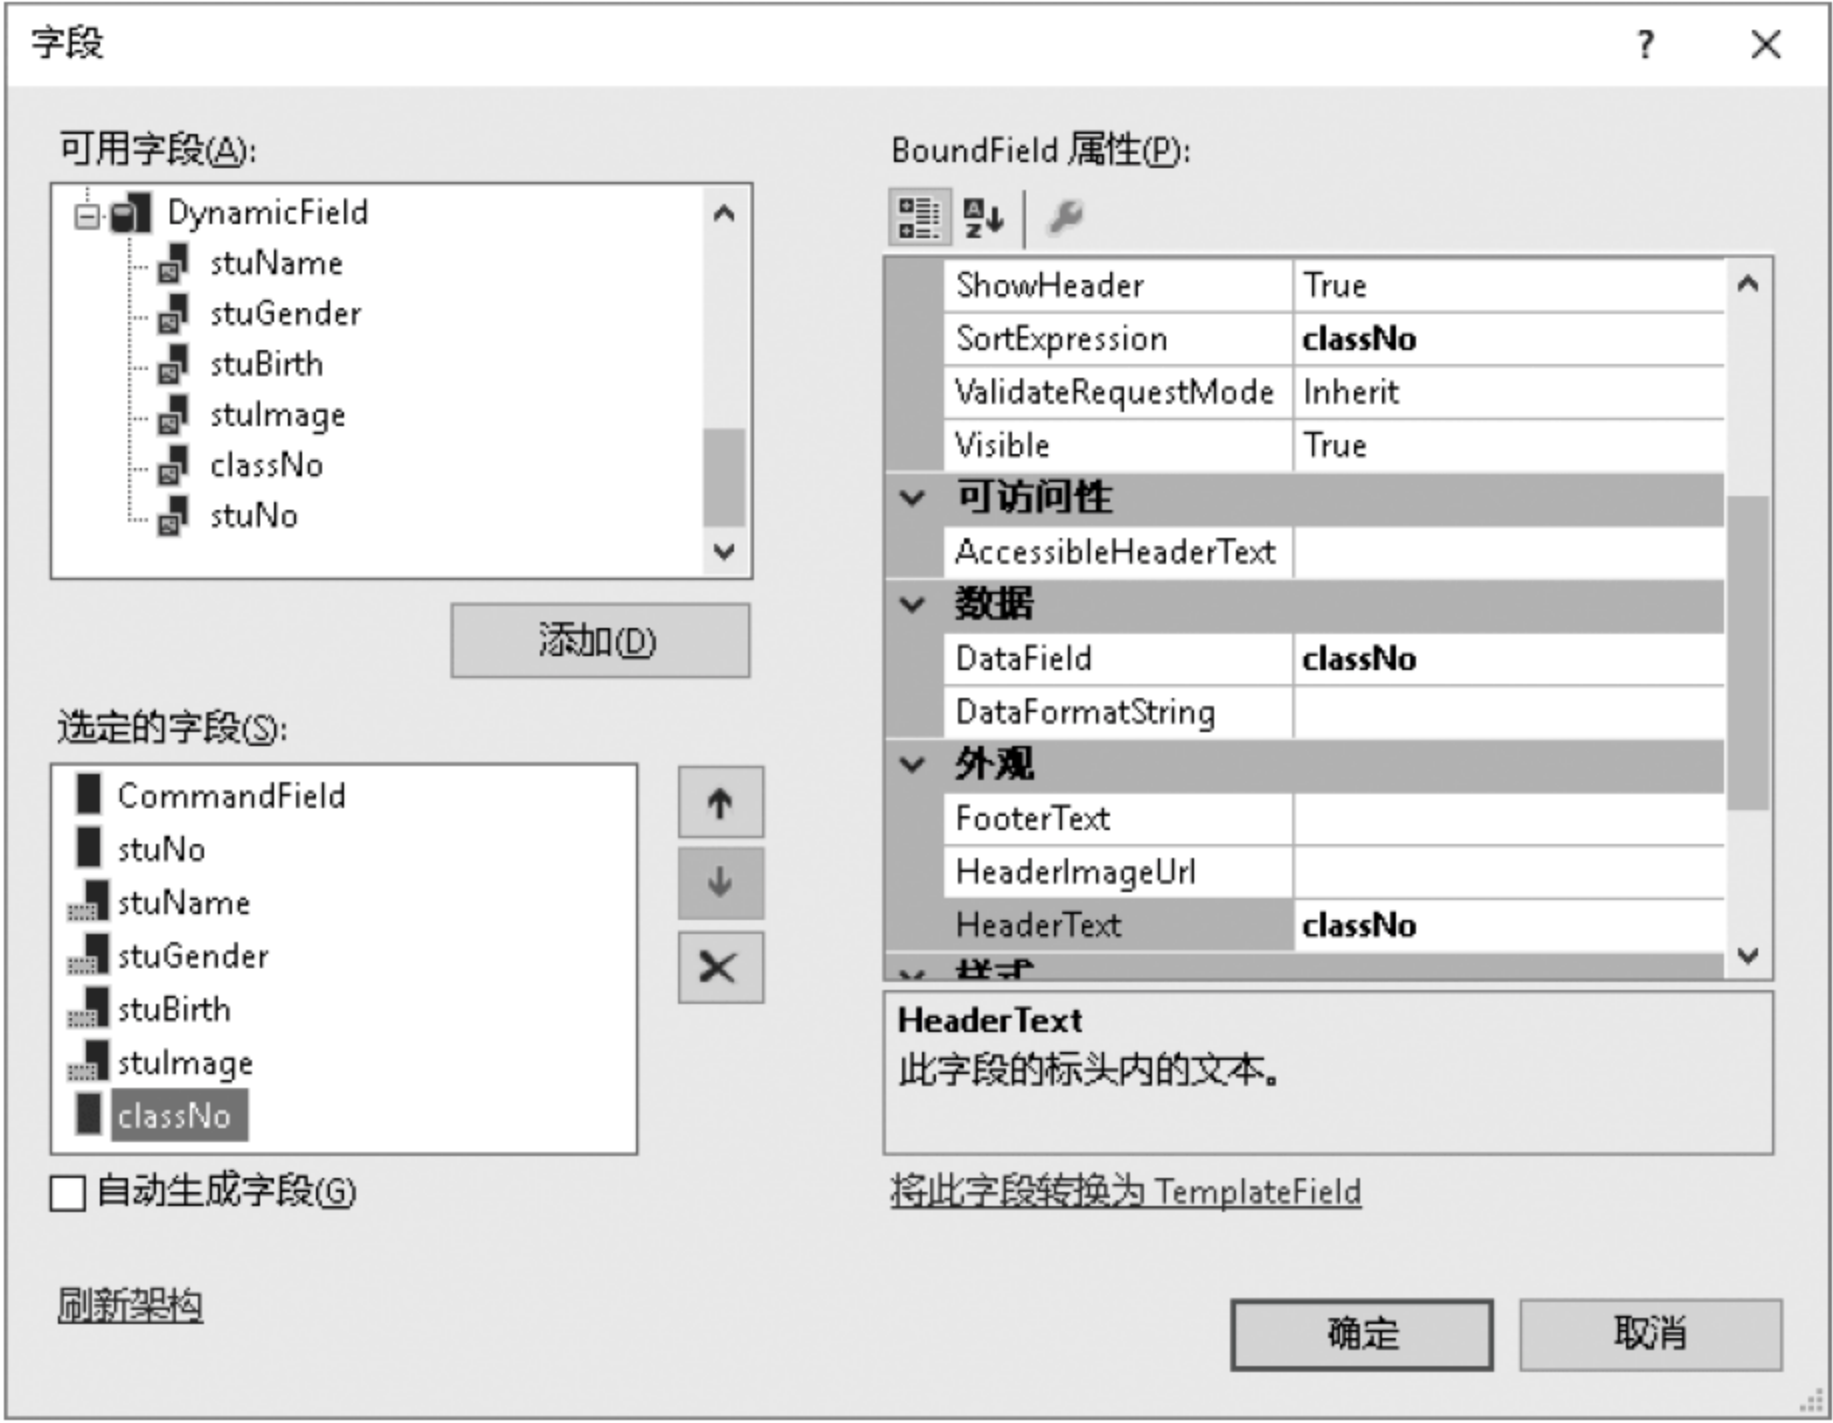 字段
?
可用字段(A):
DynamicField
stuName
stuGender
stuBirth
stuImage
classNo
stuNo
添加(D)
选定的字段(S):
CommandField
stuNo
stuName
stuGender
stuBirth
stuImage
classNo
自动生成字段(G)
刷新架构
BoundField 属性(P):
ShowHeader True
SortExpression classNo
ValidateRequestMode Inherit
Visible True
可访问性
AccessibleHeaderText
数据
DataField classNo
DataFormatString
外观
FooterText
HeaderImageUrl
HeaderText classNo
样式
HeaderText
此字段的标头内的文本。
将此字段转换为 TemplateField
确定
取消